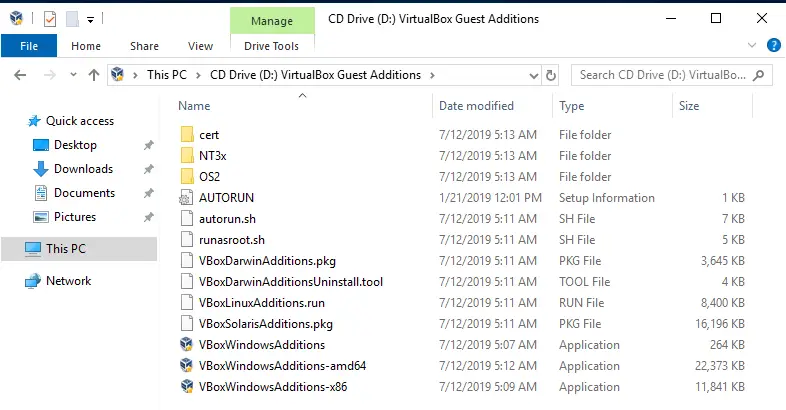 Manage
CD Drive (D:) VirtualBox Guest Additions
File Home Share View Drive Tools
This PC CD Drive (D:) VirtualBox Guest Additions Search CD Drive (D:) VirtualBo...
Name Date modified Type Size
Quick access
Desktop
Downloads
Documents
Pictures
This PC
Network
cert 7/12/2019 5:13 AM File folder
NT3x 7/12/2019 5:13 AM File folder
OS2 7/12/2019 5:13 AM File folder
AUTORUN 1/21/2019 12:01 PM Setup Information 1 KB
autorun.sh 7/12/2019 5:11 AM SH File 7 KB
runasroot.sh 7/12/2019 5:11 AM SH File 5 KB
VBoxDarwinAdditions.pkg 7/12/2019 5:11 AM PKG File 3,645 KB
VBoxDarwinAdditionsUninstall.tool 7/12/2019 5:11 AM TOOL File 4 KB
VBoxLinuxAdditions.run 7/12/2019 5:11 AM RUN File 8,400 KB
VBoxSolarisAdditions.pkg 7/12/2019 5:11 AM PKG File 16,196 KB
VBoxWindowsAdditions 7/12/2019 5:07 AM Application 264 KB
VBoxWindowsAdditions-amd64 7/12/2019 5:12 AM Application 22,373 KB
VBoxWindowsAdditions-x86 7/12/2019 5:09 AM Application 11,841 KB